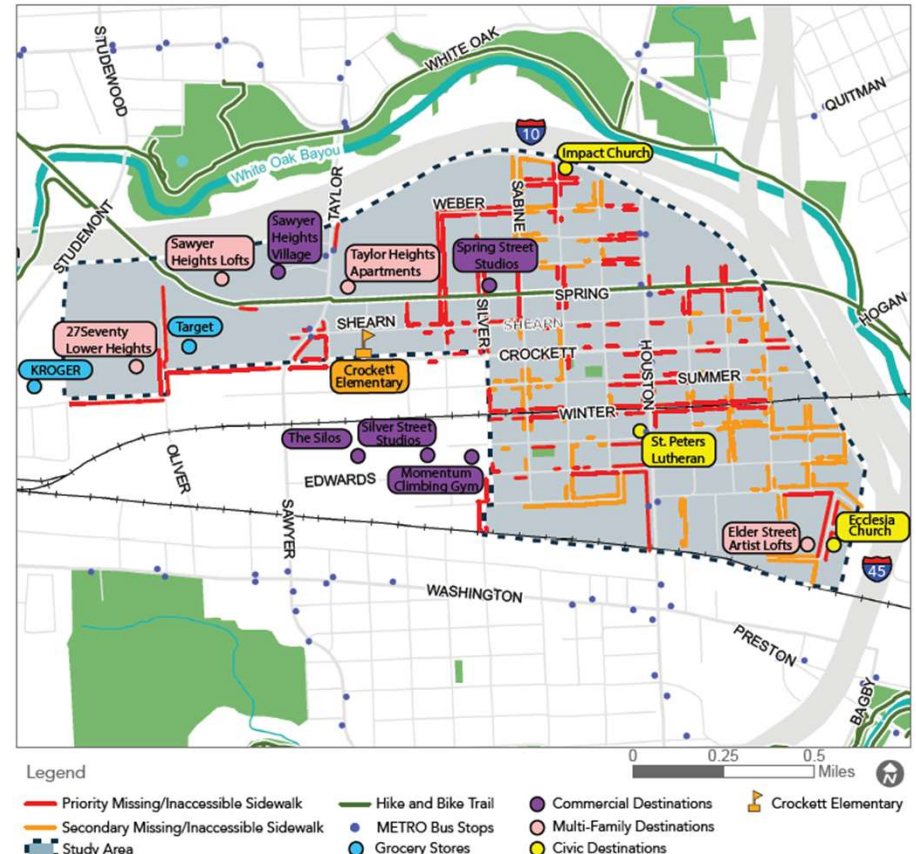 STUDEWOOD
WHITE OAK
QUITMAN
10
Impact Church
White Oak Bayou
TAYLOR
SABINE
WEBER
STUDEMONT
Sawyer
Heights Lofts
Sawyer
Heights
Village
Taylor Heights
Apartments
Spring Street
Studios
SPRING
HOGAN
27Seventy
Lower Heights
Target
SHEARN
SILVER
SHEARN
KROGER
Crockett
Elementary
CROCKETT
HOUSTON
SUMMER
WINTER
The Silos
Silver Street
Studios
St. Peters
Lutheran
OLIVER
EDWARDS
Momentum
Climbing Gym
SAWYER
Elder Street
Artist Lofts
Ecclesia
Church
45
WASHINGTON
PRESTON
BAGBY
0 0.25 0.5
Miles
N
Legend
Priority Missing/Inaccessible Sidewalk
Secondary Missing/Inaccessible Sidewalk
Study Area
Hike and Bike Trail
METRO Bus Stops
Grocery Stores
Commercial Destinations
Multi-Family Destinations
Civic Destinations
Crockett Elementary